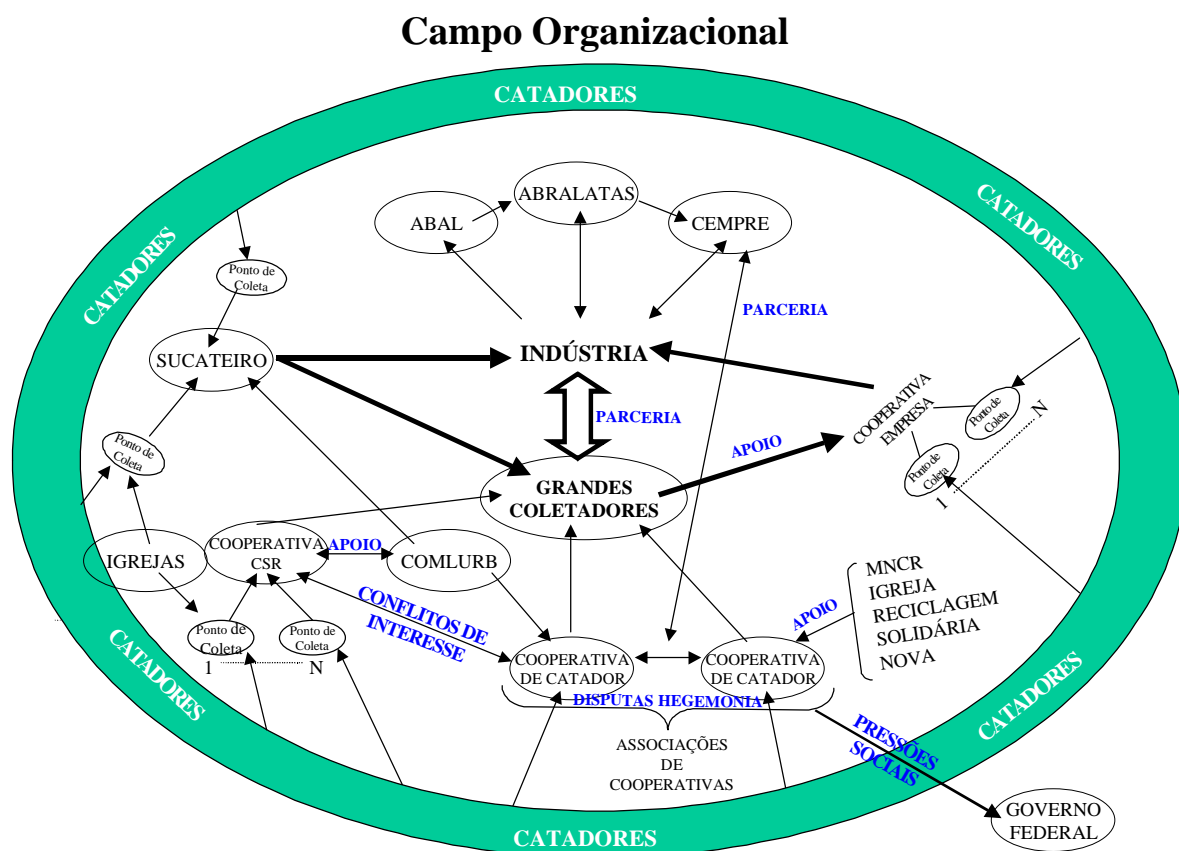 Campo Organizacional
CATADORES
CATADORES
CATADORES
ABRALATAS
ABAL
CEMPRE
Ponto de
Coleta
PARCERIA
SUCATEIRO
INDÚSTRIA
PARCERIA
COOPERATIVA
EMPRESA
Ponto de
Coleta
N
Ponto de
Coleta
1
APOIO
Ponto de
Coleta
GRANDES
COLETADORES
IGREJAS
COOPERATIVA
CSR
APOIO
COMLURB
MNCR
IGREJA
RECICLAGEM
SOLIDÁRIA
NOVA
APOIO
CONFLITOS DE
INTERESSE
Ponto de
Coleta
1
Ponto de
Coleta
N
COOPERATIVA
DE CATADOR
COOPERATIVA
DE CATADOR
DISPUTAS HEGEMONIA
ASSOCIAÇÕES
DE
COOPERATIVAS
CATADORES
CATADORES
PRESSÕES
SOCIAIS
GOVERNO
FEDERAL
CATADORES